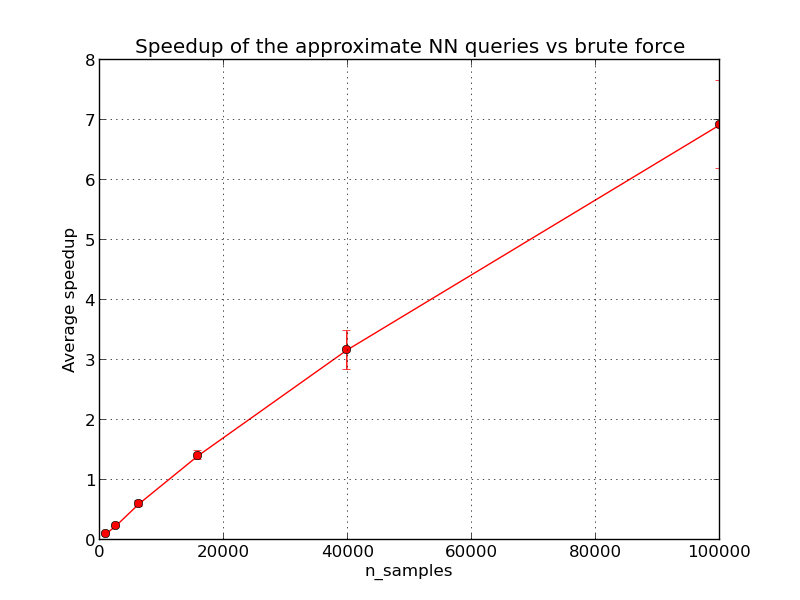 Speedup of the approximate NN queries vs brute force
8
7
6
5
4
3
2
1
0
Average speedup
0 20000 40000 60000 80000 100000
n_samples